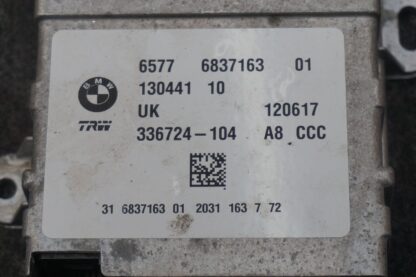 6577 6837163 01
BMW
130441 10
UK 120617
TRW
336724-104 A8 CCC
31 6837163 01 2031 163 7 72